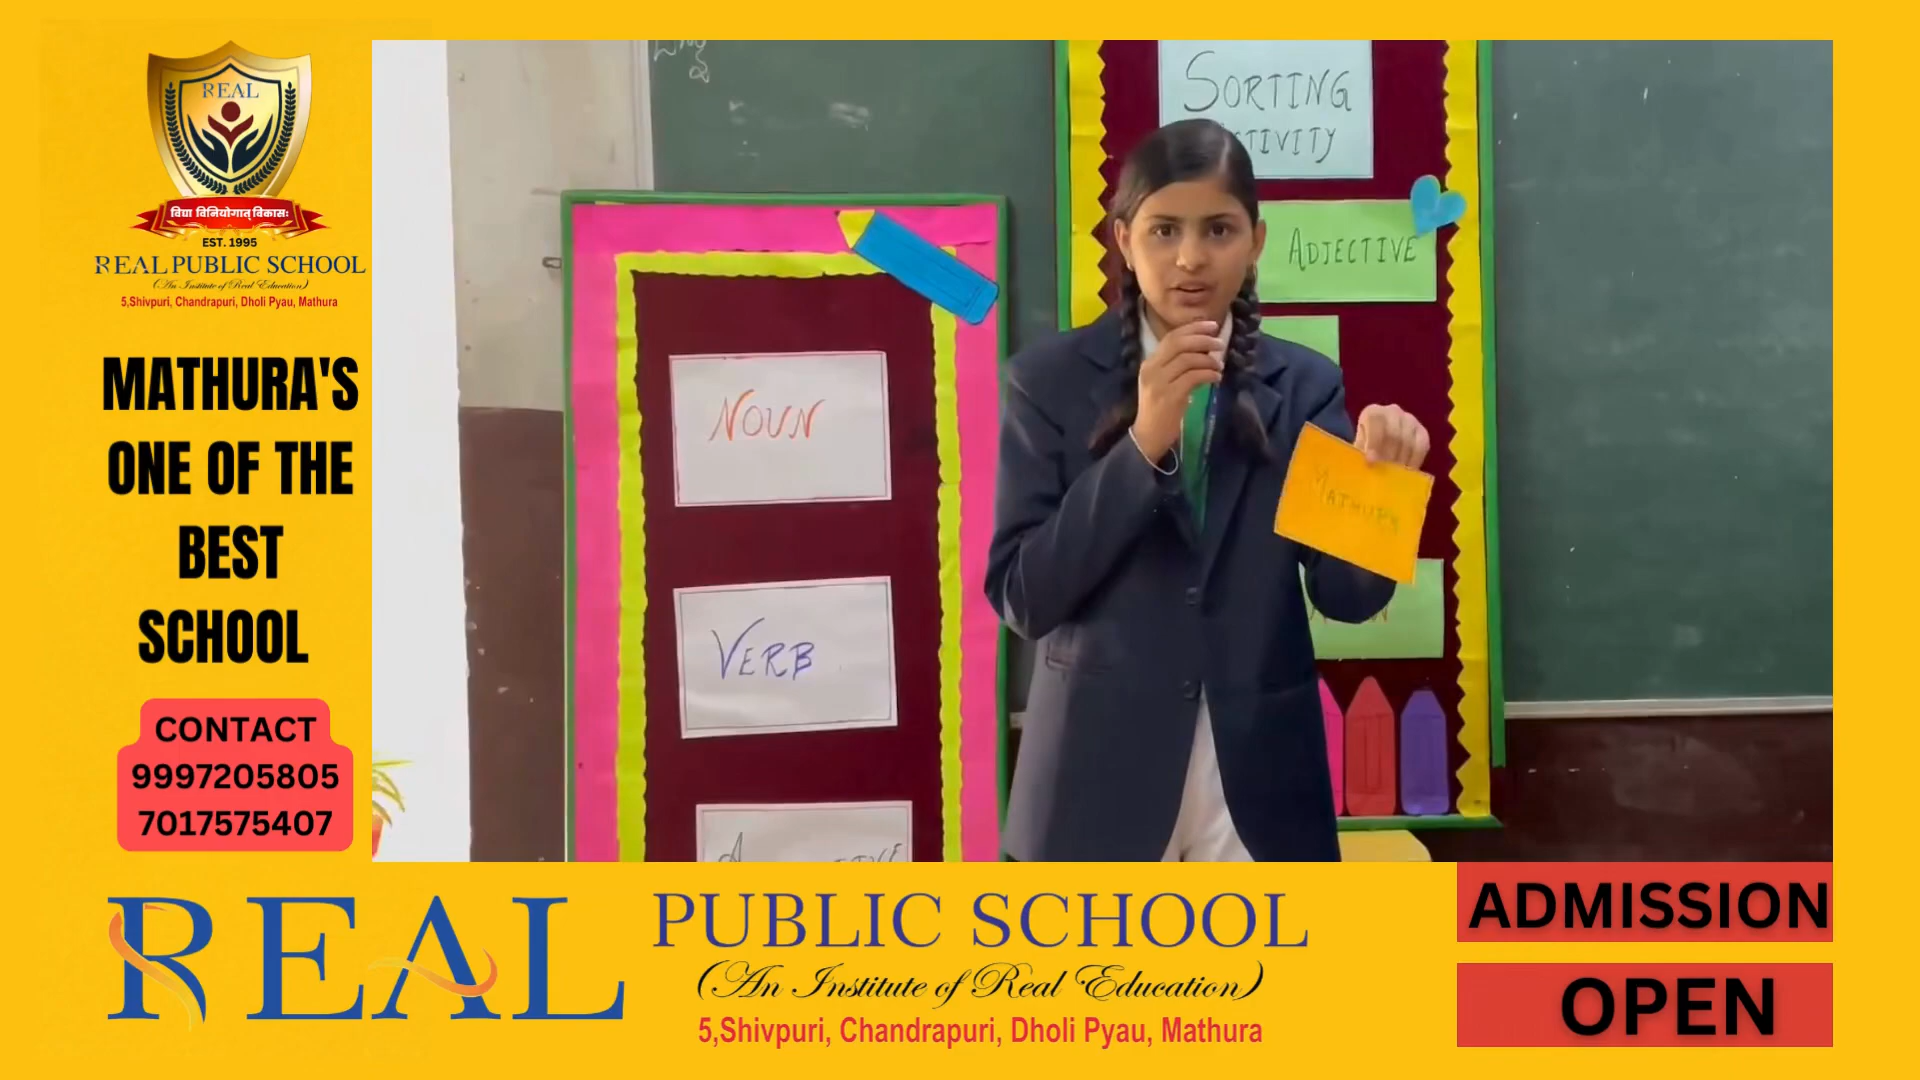 REAL
विद्या विनियोगात् विकासः
EST. 1995
REAL PUBLIC SCHOOL
(An Institute of Real Education)
5,Shivpuri, Chandrapuri, Dholi Pyau, Mathura
MATHURA'S
ONE OF THE
BEST
SCHOOL
CONTACT
9997205805
7017575407
SORTING
ADJECTIVE
NOUN
VERB
MATHURA
REAL PUBLIC SCHOOL
(An Institute of Real Education)
5,Shivpuri, Chandrapuri, Dholi Pyau, Mathura
ADMISSION
OPEN